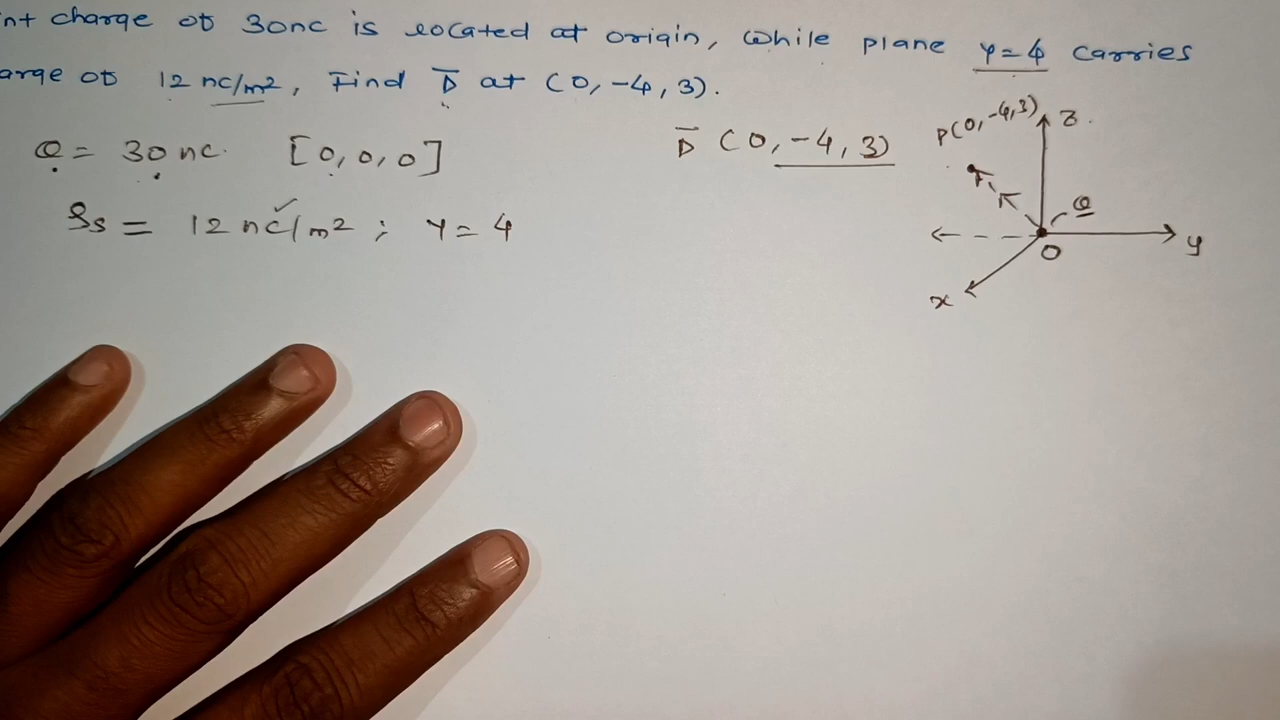 nt charge of 30nc is located at origin, while plane y=4 carries
arge of 12 nc/m², Find D̅ at (0,-4,3).
Q = 30 nc. [0,0,0]
D̅ (0,-4,3)
P(0,-4,3)
z
ρs = 12 nc/m² ; y=4
Q
y
O
x